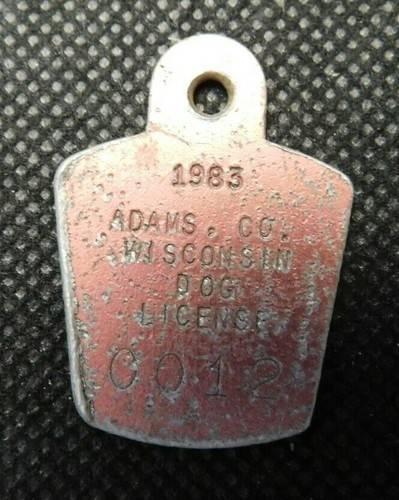 1983
ADAMS. CO.
WISCONSIN
DOG
LICENSE
0012